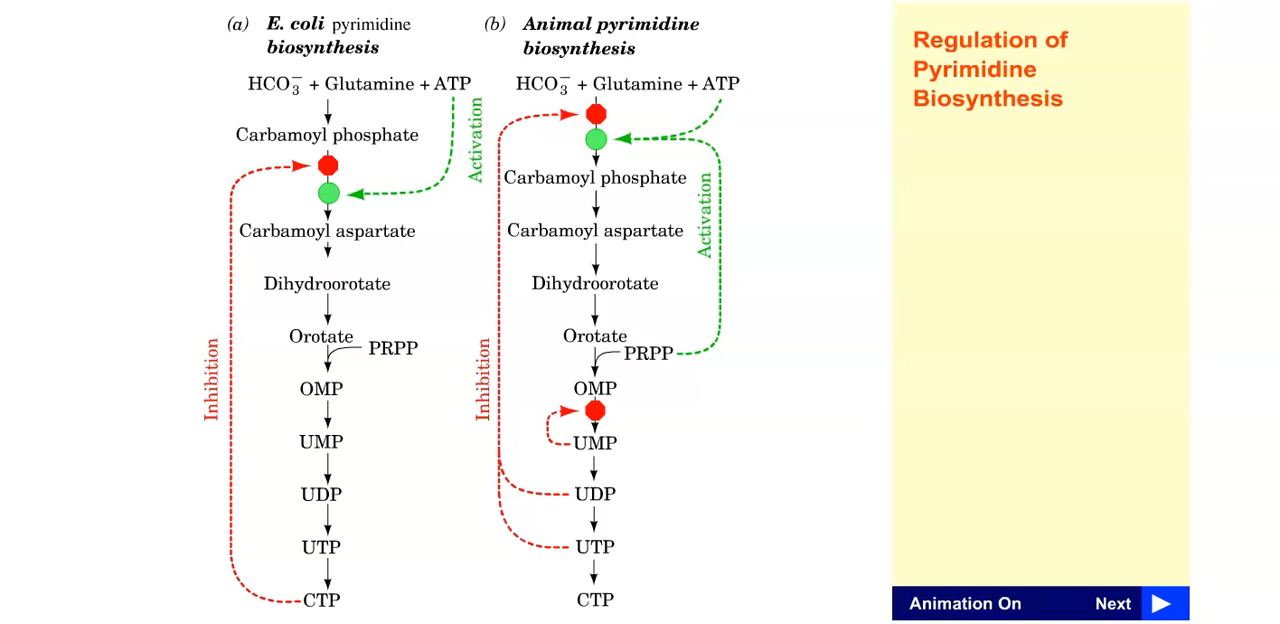 (a) E. coli pyrimidine
biosynthesis
HCO₃⁻ + Glutamine + ATP
Carbamoyl phosphate
Activation
Carbamoyl aspartate
Dihydroorotate
Orotate
PRPP
Inhibition
OMP
UMP
UDP
UTP
CTP
(b) Animal pyrimidine
biosynthesis
HCO₃⁻ + Glutamine + ATP
Carbamoyl phosphate
Activation
Carbamoyl aspartate
Dihydroorotate
Orotate
PRPP
Inhibition
OMP
UMP
UDP
UTP
CTP
Regulation of
Pyrimidine
Biosynthesis
Animation On Next